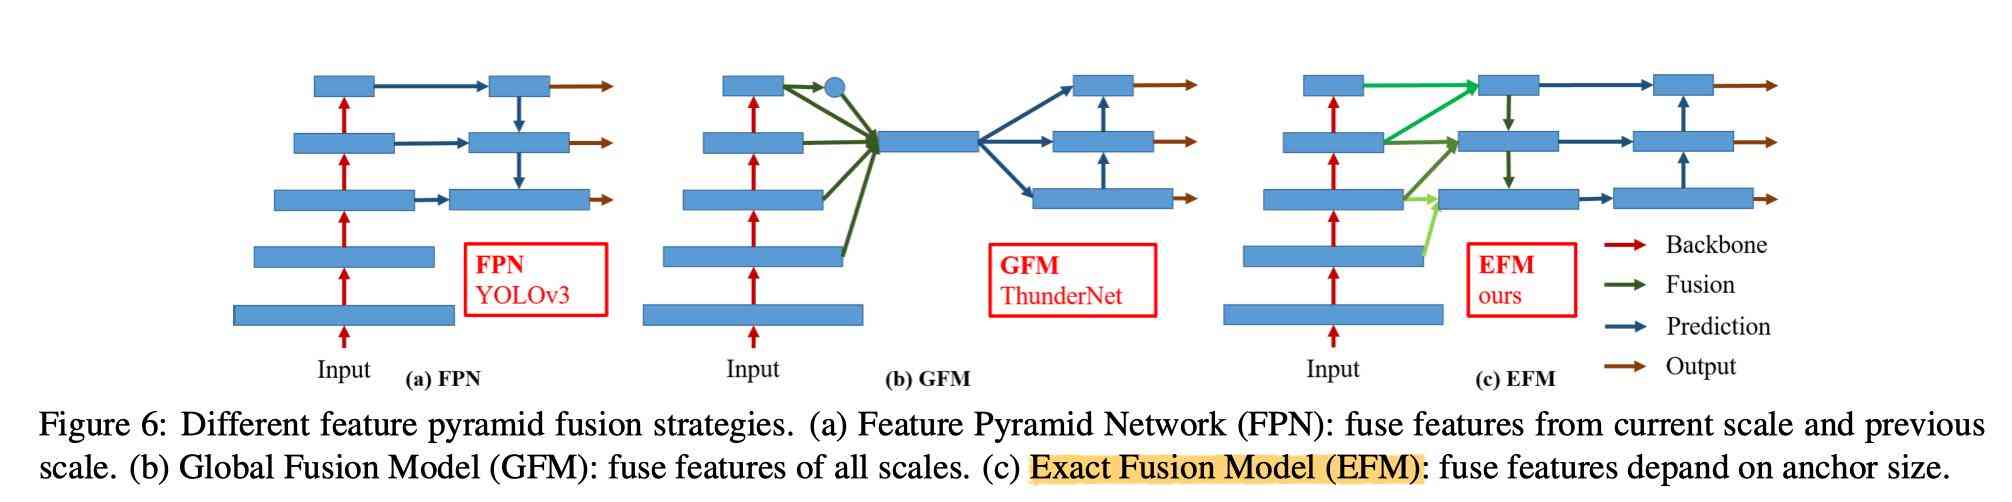 FPN
YOLOv3
GFM
ThunderNet
EFM
ours
Backbone
Fusion
Prediction
Output
Input
(a) FPN
Input
(b) GFM
Input
(c) EFM
Figure 6: Different feature pyramid fusion strategies. (a) Feature Pyramid Network (FPN): fuse features from current scale and previous
scale. (b) Global Fusion Model (GFM): fuse features of all scales. (c) Exact Fusion Model (EFM): fuse features depand on anchor size.